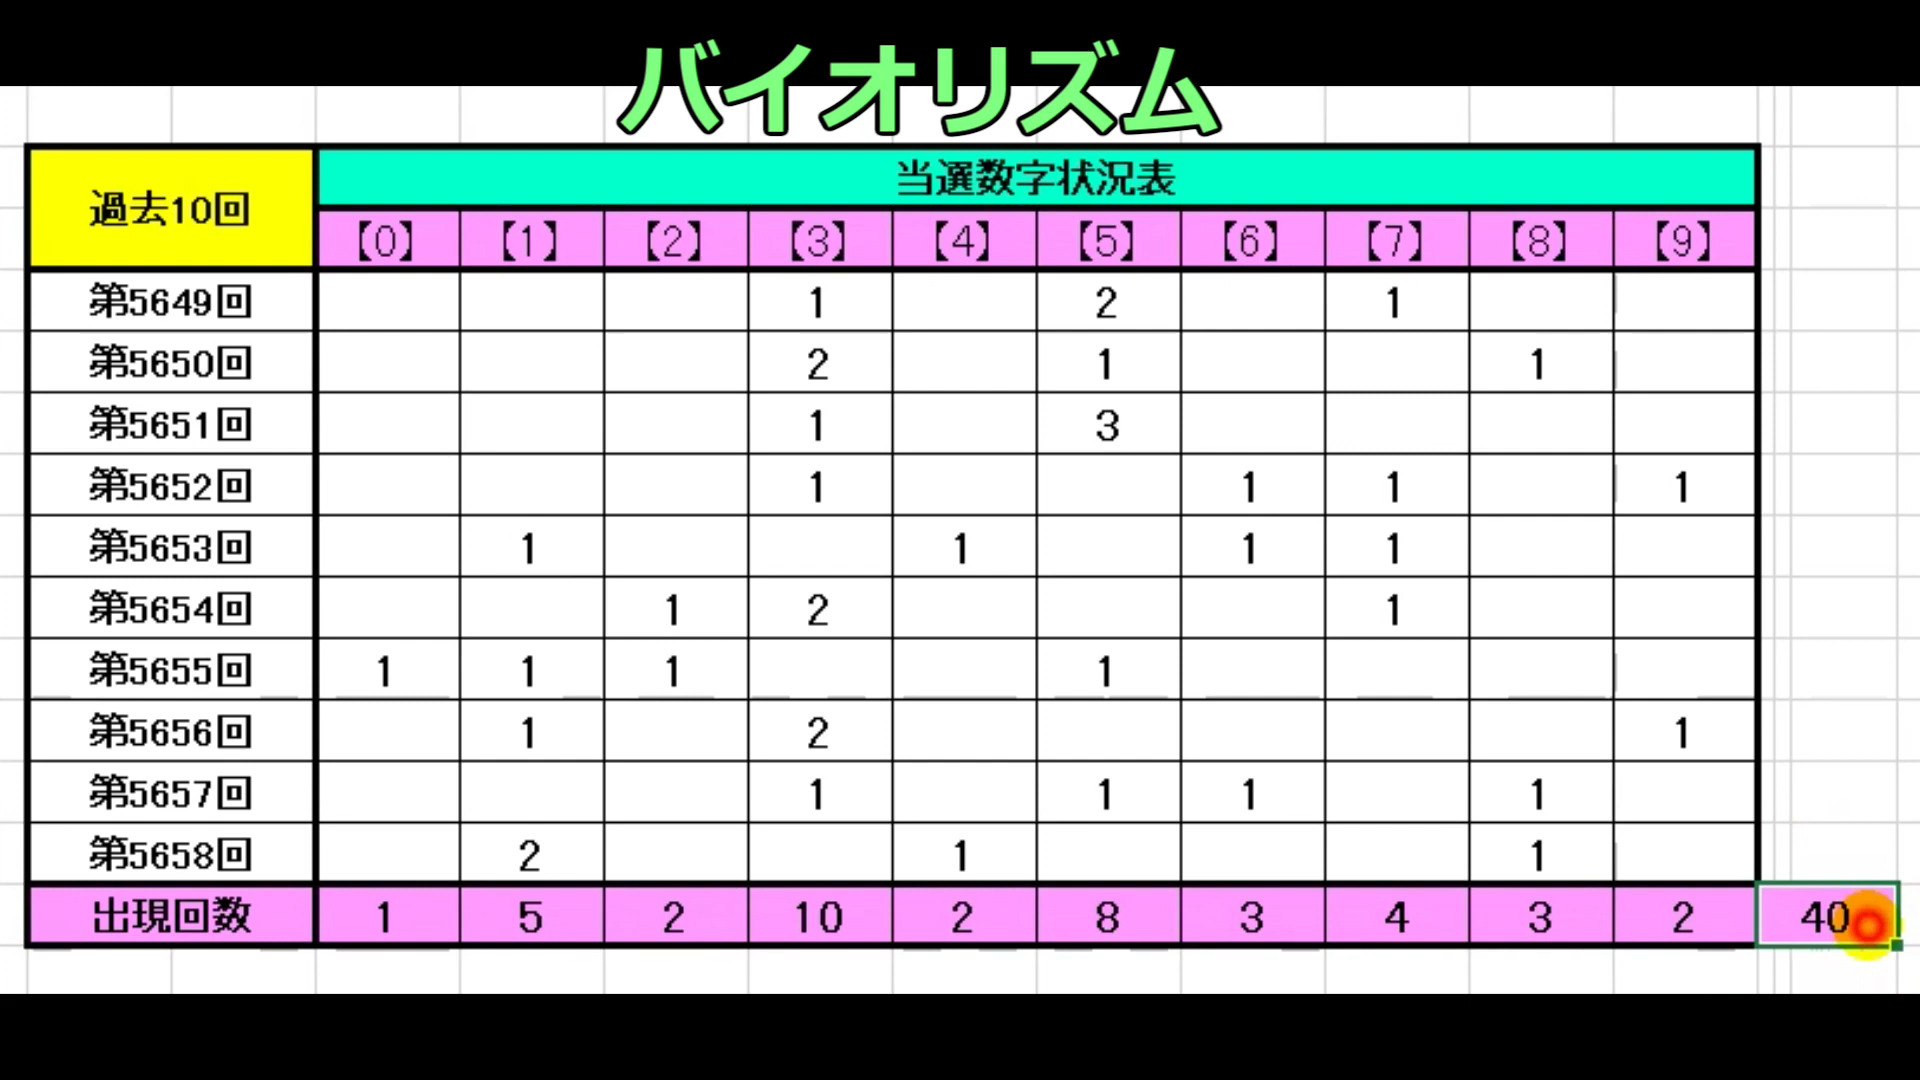 バイオリズム
過去10回 当選数字状況表
【0】 【1】 【2】 【3】 【4】 【5】 【6】 【7】 【8】 【9】
第5649回 1 2 1
第5650回 2 1 1
第5651回 1 3
第5652回 1 1 1 1
第5653回 1 1 1 1
第5654回 1 2 1
第5655回 1 1 1 1
第5656回 1 2 1
第5657回 1 1 1 1
第5658回 2 1 1
出現回数 1 5 2 10 2 8 3 4 3 2 40